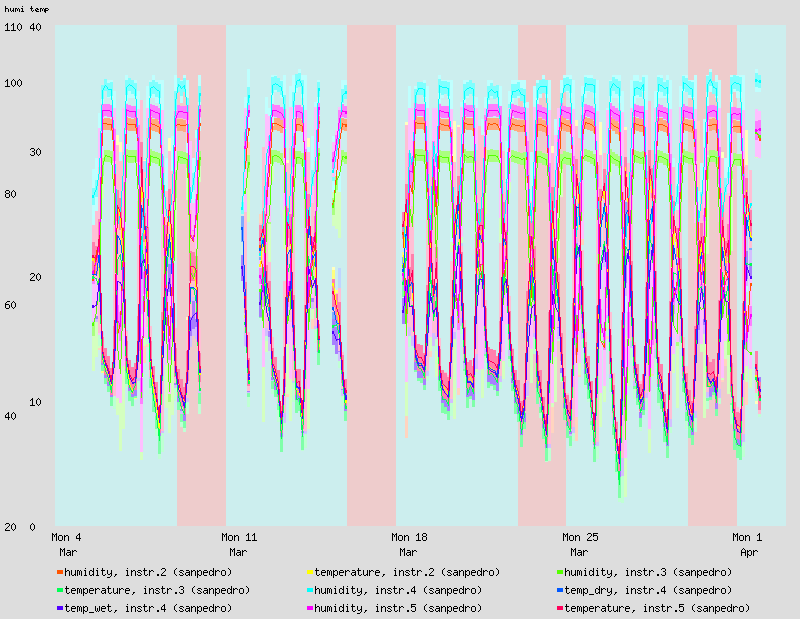 humi temp
110 40
100
30
80
20
60
10
40
20 0
Mon 4 Mon 11 Mon 18 Mon 25 Mon 1
Mar Mar Mar Mar Apr
humidity, instr.2 (sanpedro) temperature, instr.2 (sanpedro) humidity, instr.3 (sanpedro)
temperature, instr.3 (sanpedro) humidity, instr.4 (sanpedro) temp_dry, instr.4 (sanpedro)
temp_wet, instr.4 (sanpedro) humidity, instr.5 (sanpedro) temperature, instr.5 (sanpedro)